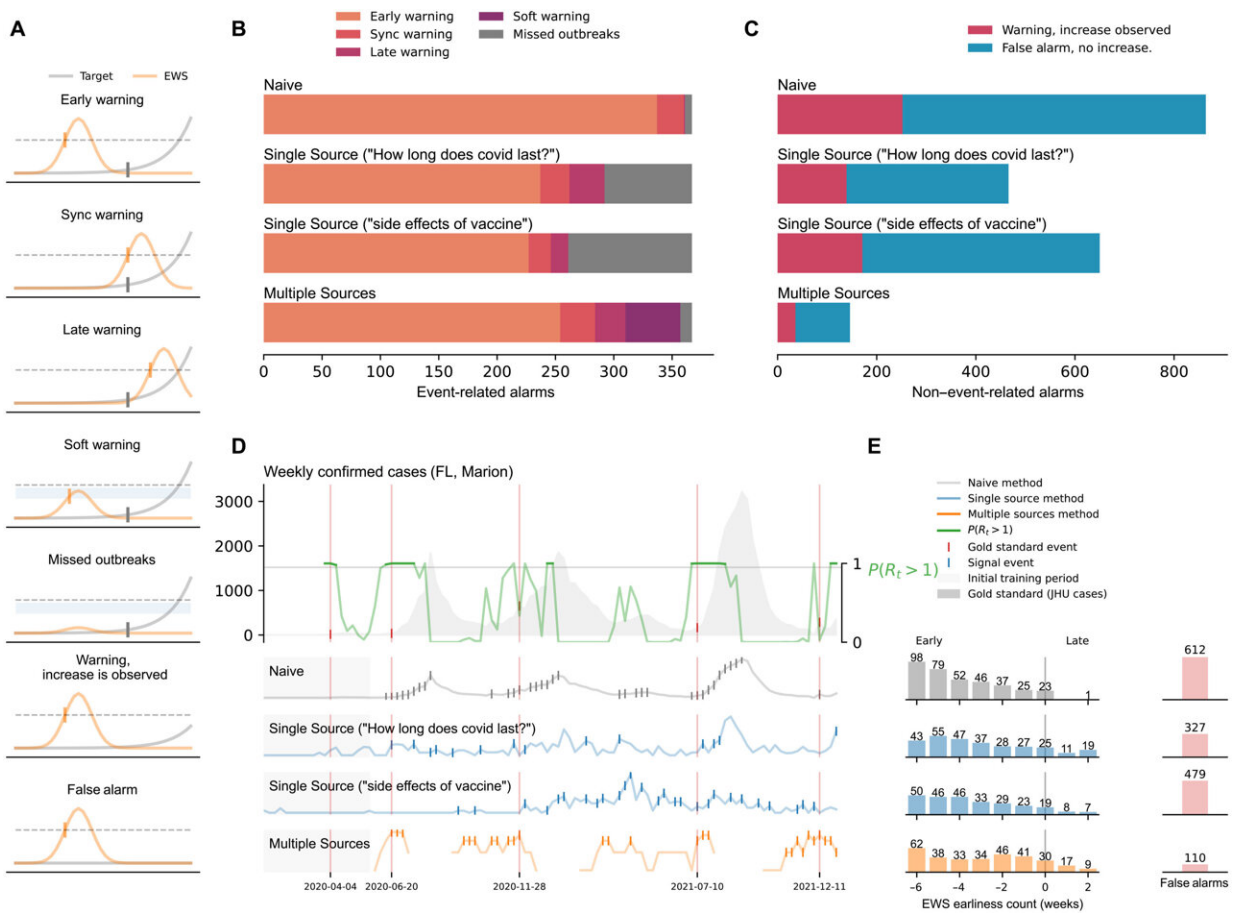 A
Target
EWS
Early warning
Sync warning
Late warning
Soft warning
Missed outbreaks
Warning,
increase is observed
False alarm
B
Early warning
Sync warning
Late warning
Soft warning
Missed outbreaks
Naive
Single Source ("How long does covid last?")
Single Source ("side effects of vaccine")
Multiple Sources
0 50 100 150 200 250 300 350
Event-related alarms
C
Warning, increase observed
False alarm, no increase.
Naive
Single Source ("How long does covid last?")
Single Source ("side effects of vaccine")
Multiple Sources
0 200 400 600 800
Non−event-related alarms
D
Weekly confirmed cases (FL, Marion)
3000
2000
1000
0
1
P(Rt > 1)
0
Naive
Single Source ("How long does covid last?")
Single Source ("side effects of vaccine")
Multiple Sources
2020-04-04 2020-06-20 2020-11-28 2021-07-10 2021-12-11
E
Naive method
Single source method
Multiple sources method
P(Rt > 1)
Gold standard event
Signal event
Initial training period
Gold standard (JHU cases)
Early Late
98 79 52 46 37 25 23 1
612
43 55 47 37 28 27 25 11 19
327
50 46 46 33 29 23 19 8 7
479
62 38 33 34 46 41 30 17 9
110
−6 −4 −2 0 2
EWS earliness count (weeks)
False alarms